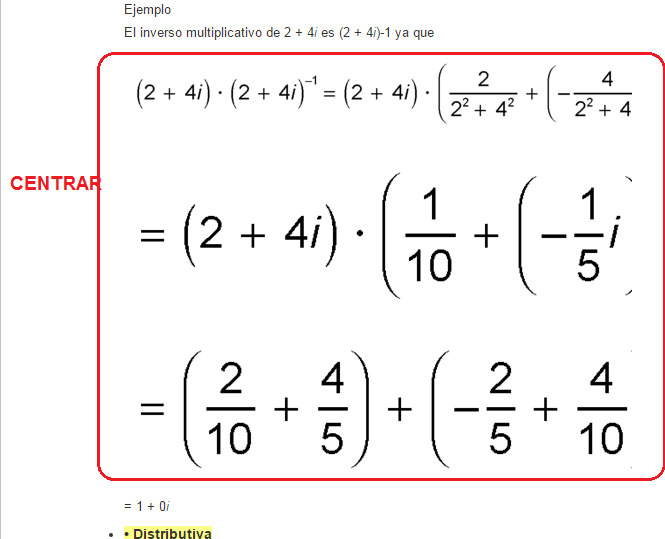 Ejemplo
El inverso multiplicativo de 2 + 4i es (2 + 4i)-1 ya que
(2 + 4i) · (2 + 4i)⁻¹ = (2 + 4i) · (2/(2² + 4²) + (−4/(2² + 4
CENTRAR
= (2 + 4i) · (1/10 + (−1/5 i)
= (2/10 + 4/5) + (−2/5 + 4/10
= 1 + 0i
• • Distributiva